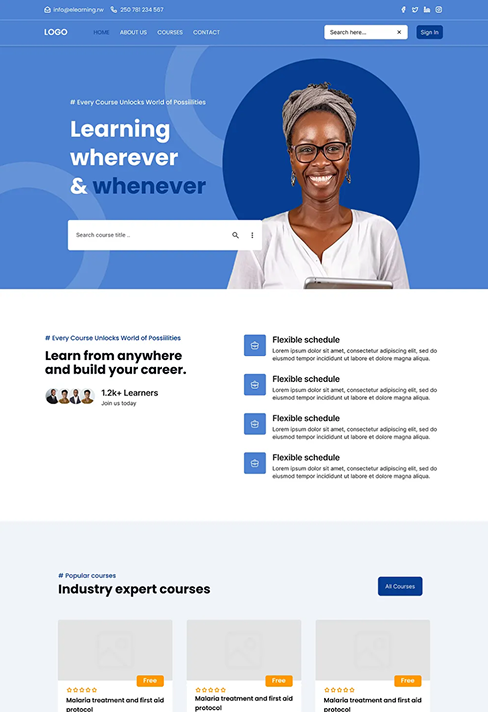 info@elearning.rw 250 781 234 567
LOGO HOME ABOUT US COURSES CONTACT Search here... Sign In
# Every Course Unlocks World of Possiilities
Learning
wherever
& whenever
Search course title ..
# Every Course Unlocks World of Possiilities
Learn from anywhere
and build your career.
1.2k+ Learners
Join us today
Flexible schedule
Lorem ipsum dolor sit amet, consectetur adipiscing elit, sed do
eiusmod tempor incididunt ut labore et dolore magna aliqua.
Flexible schedule
Lorem ipsum dolor sit amet, consectetur adipiscing elit, sed do
eiusmod tempor incididunt ut labore et dolore magna aliqua.
Flexible schedule
Lorem ipsum dolor sit amet, consectetur adipiscing elit, sed do
eiusmod tempor incididunt ut labore et dolore magna aliqua.
Flexible schedule
Lorem ipsum dolor sit amet, consectetur adipiscing elit, sed do
eiusmod tempor incididunt ut labore et dolore magna aliqua.
# Popular courses
Industry expert courses
All Courses
Free Free Free
Malaria treatment and first aid Malaria treatment and first aid Malaria treatment and first aid
protocol protocol protocol